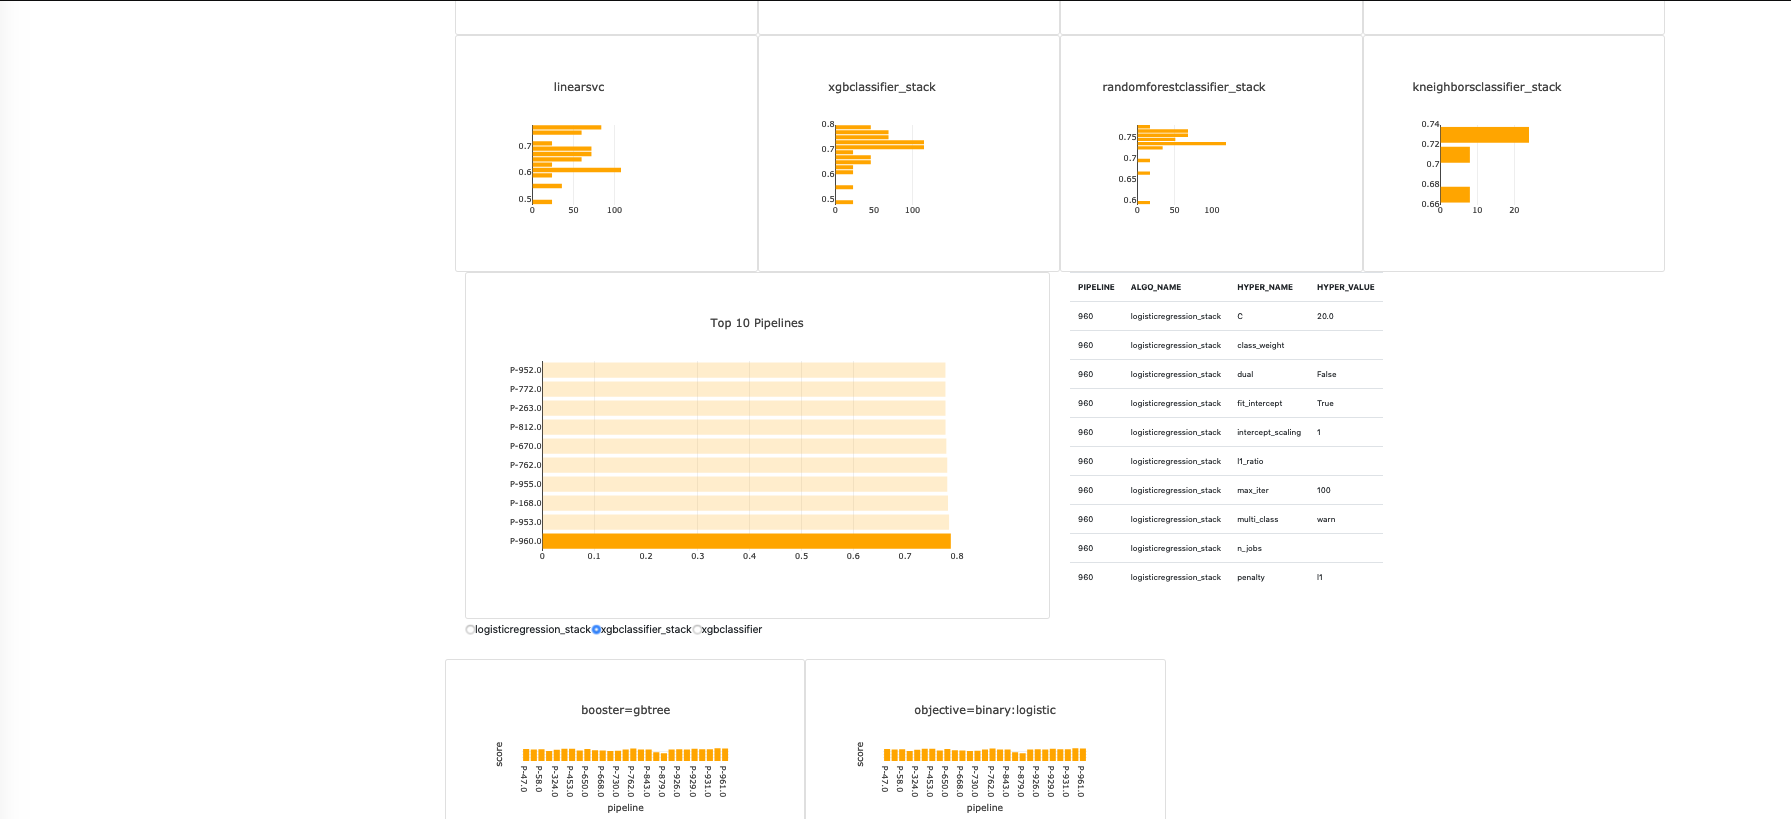 linearsvc
0.7
0.6
0.5
0 50 100
xgbclassifier_stack
0.8
0.7
0.6
0.5
0 50 100
randomforestclassifier_stack
0.75
0.7
0.65
0.6
0 50 100
kneighborsclassifier_stack
0.74
0.72
0.7
0.68
0.66
0 10 20
Top 10 Pipelines
P-952.0
P-772.0
P-263.0
P-812.0
P-670.0
P-762.0
P-955.0
P-168.0
P-953.0
P-960.0
0 0.1 0.2 0.3 0.4 0.5 0.6 0.7 0.8
PIPELINE ALGO_NAME HYPER_NAME HYPER_VALUE
960 logisticregression_stack C 20.0
960 logisticregression_stack class_weight
960 logisticregression_stack dual False
960 logisticregression_stack fit_intercept True
960 logisticregression_stack intercept_scaling 1
960 logisticregression_stack l1_ratio
960 logisticregression_stack max_iter 100
960 logisticregression_stack multi_class warn
960 logisticregression_stack n_jobs
960 logisticregression_stack penalty l1
logisticregression_stack xgbclassifier_stack xgbclassifier
booster=gbtree
score
P-47.0 P-58.0 P-324.0 P-453.0 P-650.0 P-668.0 P-730.0 P-762.0 P-843.0 P-879.0 P-926.0 P-929.0 P-931.0 P-961.0
pipeline
objective=binary:logistic
score
P-47.0 P-58.0 P-324.0 P-453.0 P-650.0 P-668.0 P-730.0 P-762.0 P-843.0 P-879.0 P-926.0 P-929.0 P-931.0 P-961.0
pipeline